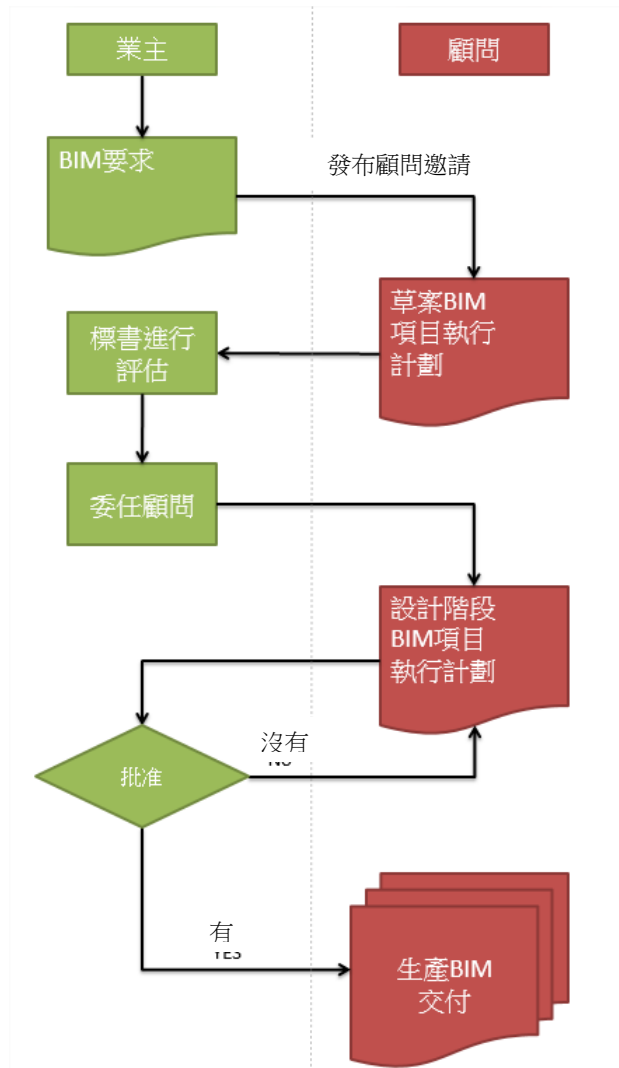 業主
顧問
BIM要求
發布顧問邀請
草案BIM
項目執行
計劃
標書進行
評估
委任顧問
設計階段
BIM項目
執行計劃
沒有
NO
批准
有
YES
生產BIM
交付